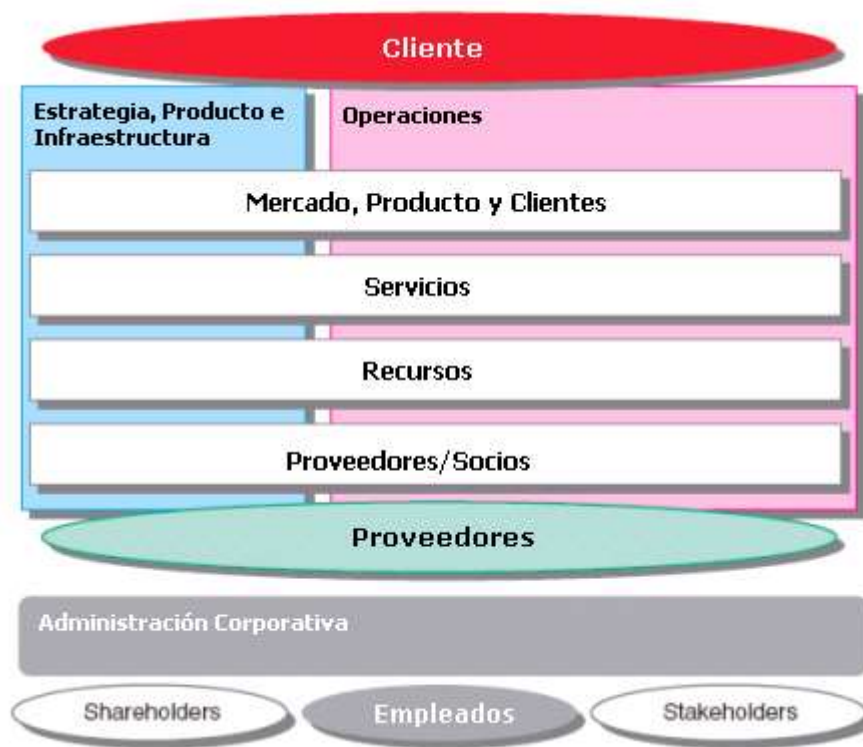 Cliente
Estrategia, Producto e
Infraestructura
Operaciones
Mercado, Producto y Clientes
Servicios
Recursos
Proveedores/Socios
Proveedores
Administración Corporativa
Shareholders
Empleados
Stakeholders